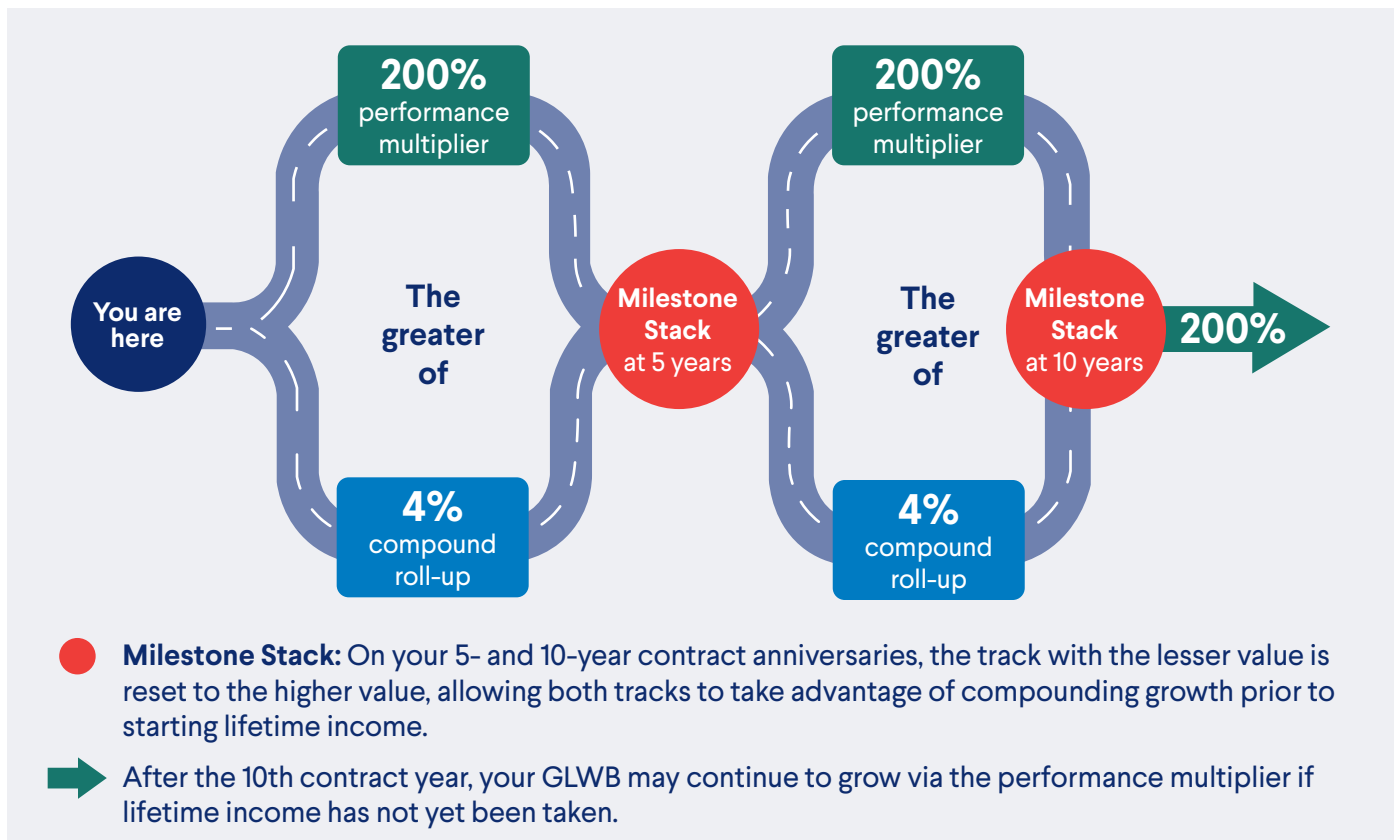 200%
performance
multiplier
200%
performance
multiplier
You are
here
The
greater
of
Milestone
Stack
at 5 years
The
greater
of
Milestone
Stack
at 10 years
200%
4%
compound
roll-up
4%
compound
roll-up
Milestone Stack: On your 5- and 10-year contract anniversaries, the track with the lesser value is
reset to the higher value, allowing both tracks to take advantage of compounding growth prior to
starting lifetime income.
After the 10th contract year, your GLWB may continue to grow via the performance multiplier if
lifetime income has not yet been taken.